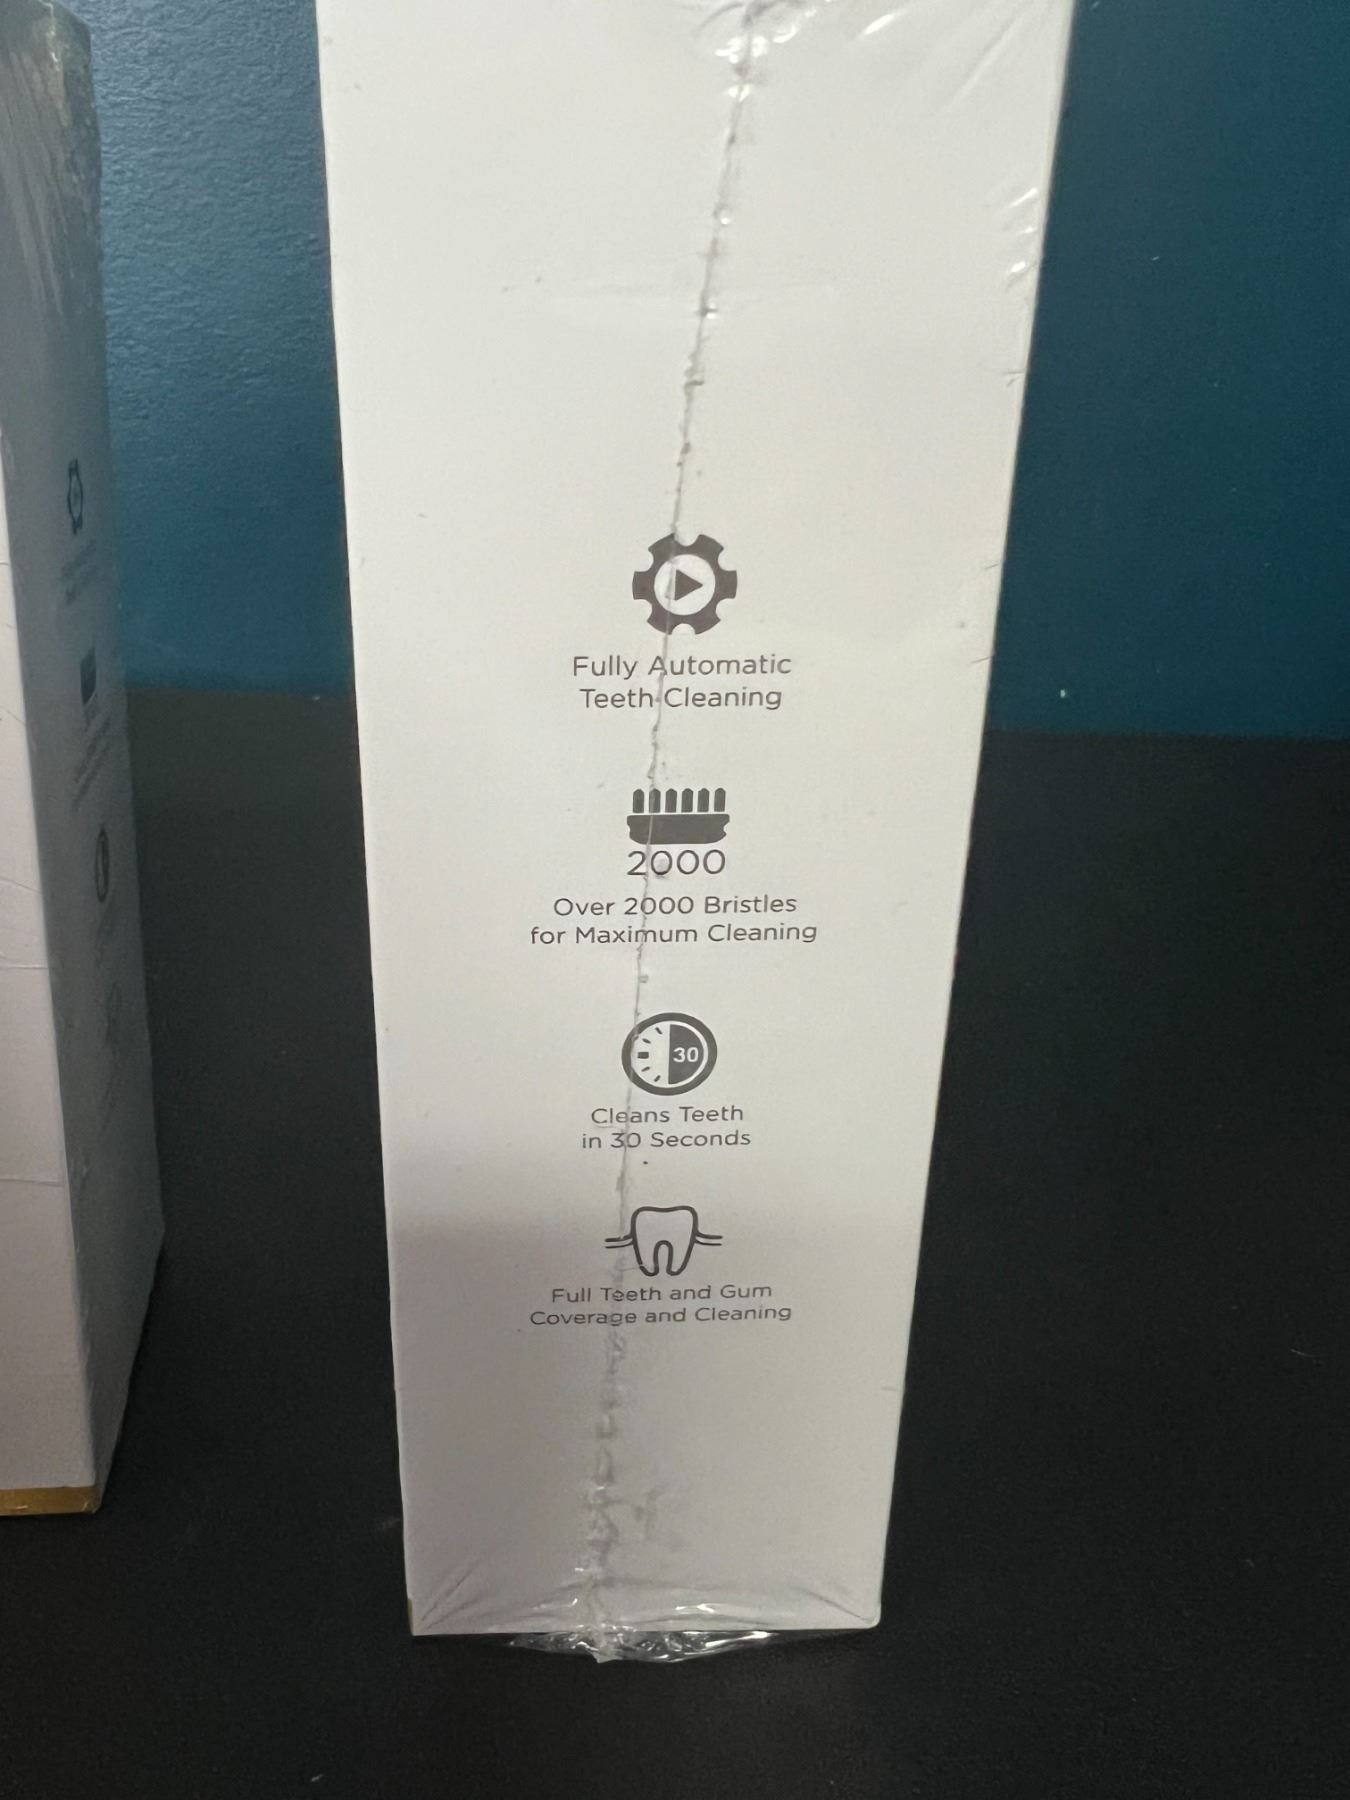 Fully Automatic
Teeth Cleaning
2000
Over 2000 Bristles
for Maximum Cleaning
30
Cleans Teeth
in 30 Seconds
Full Teeth and Gum
Coverage and Cleaning